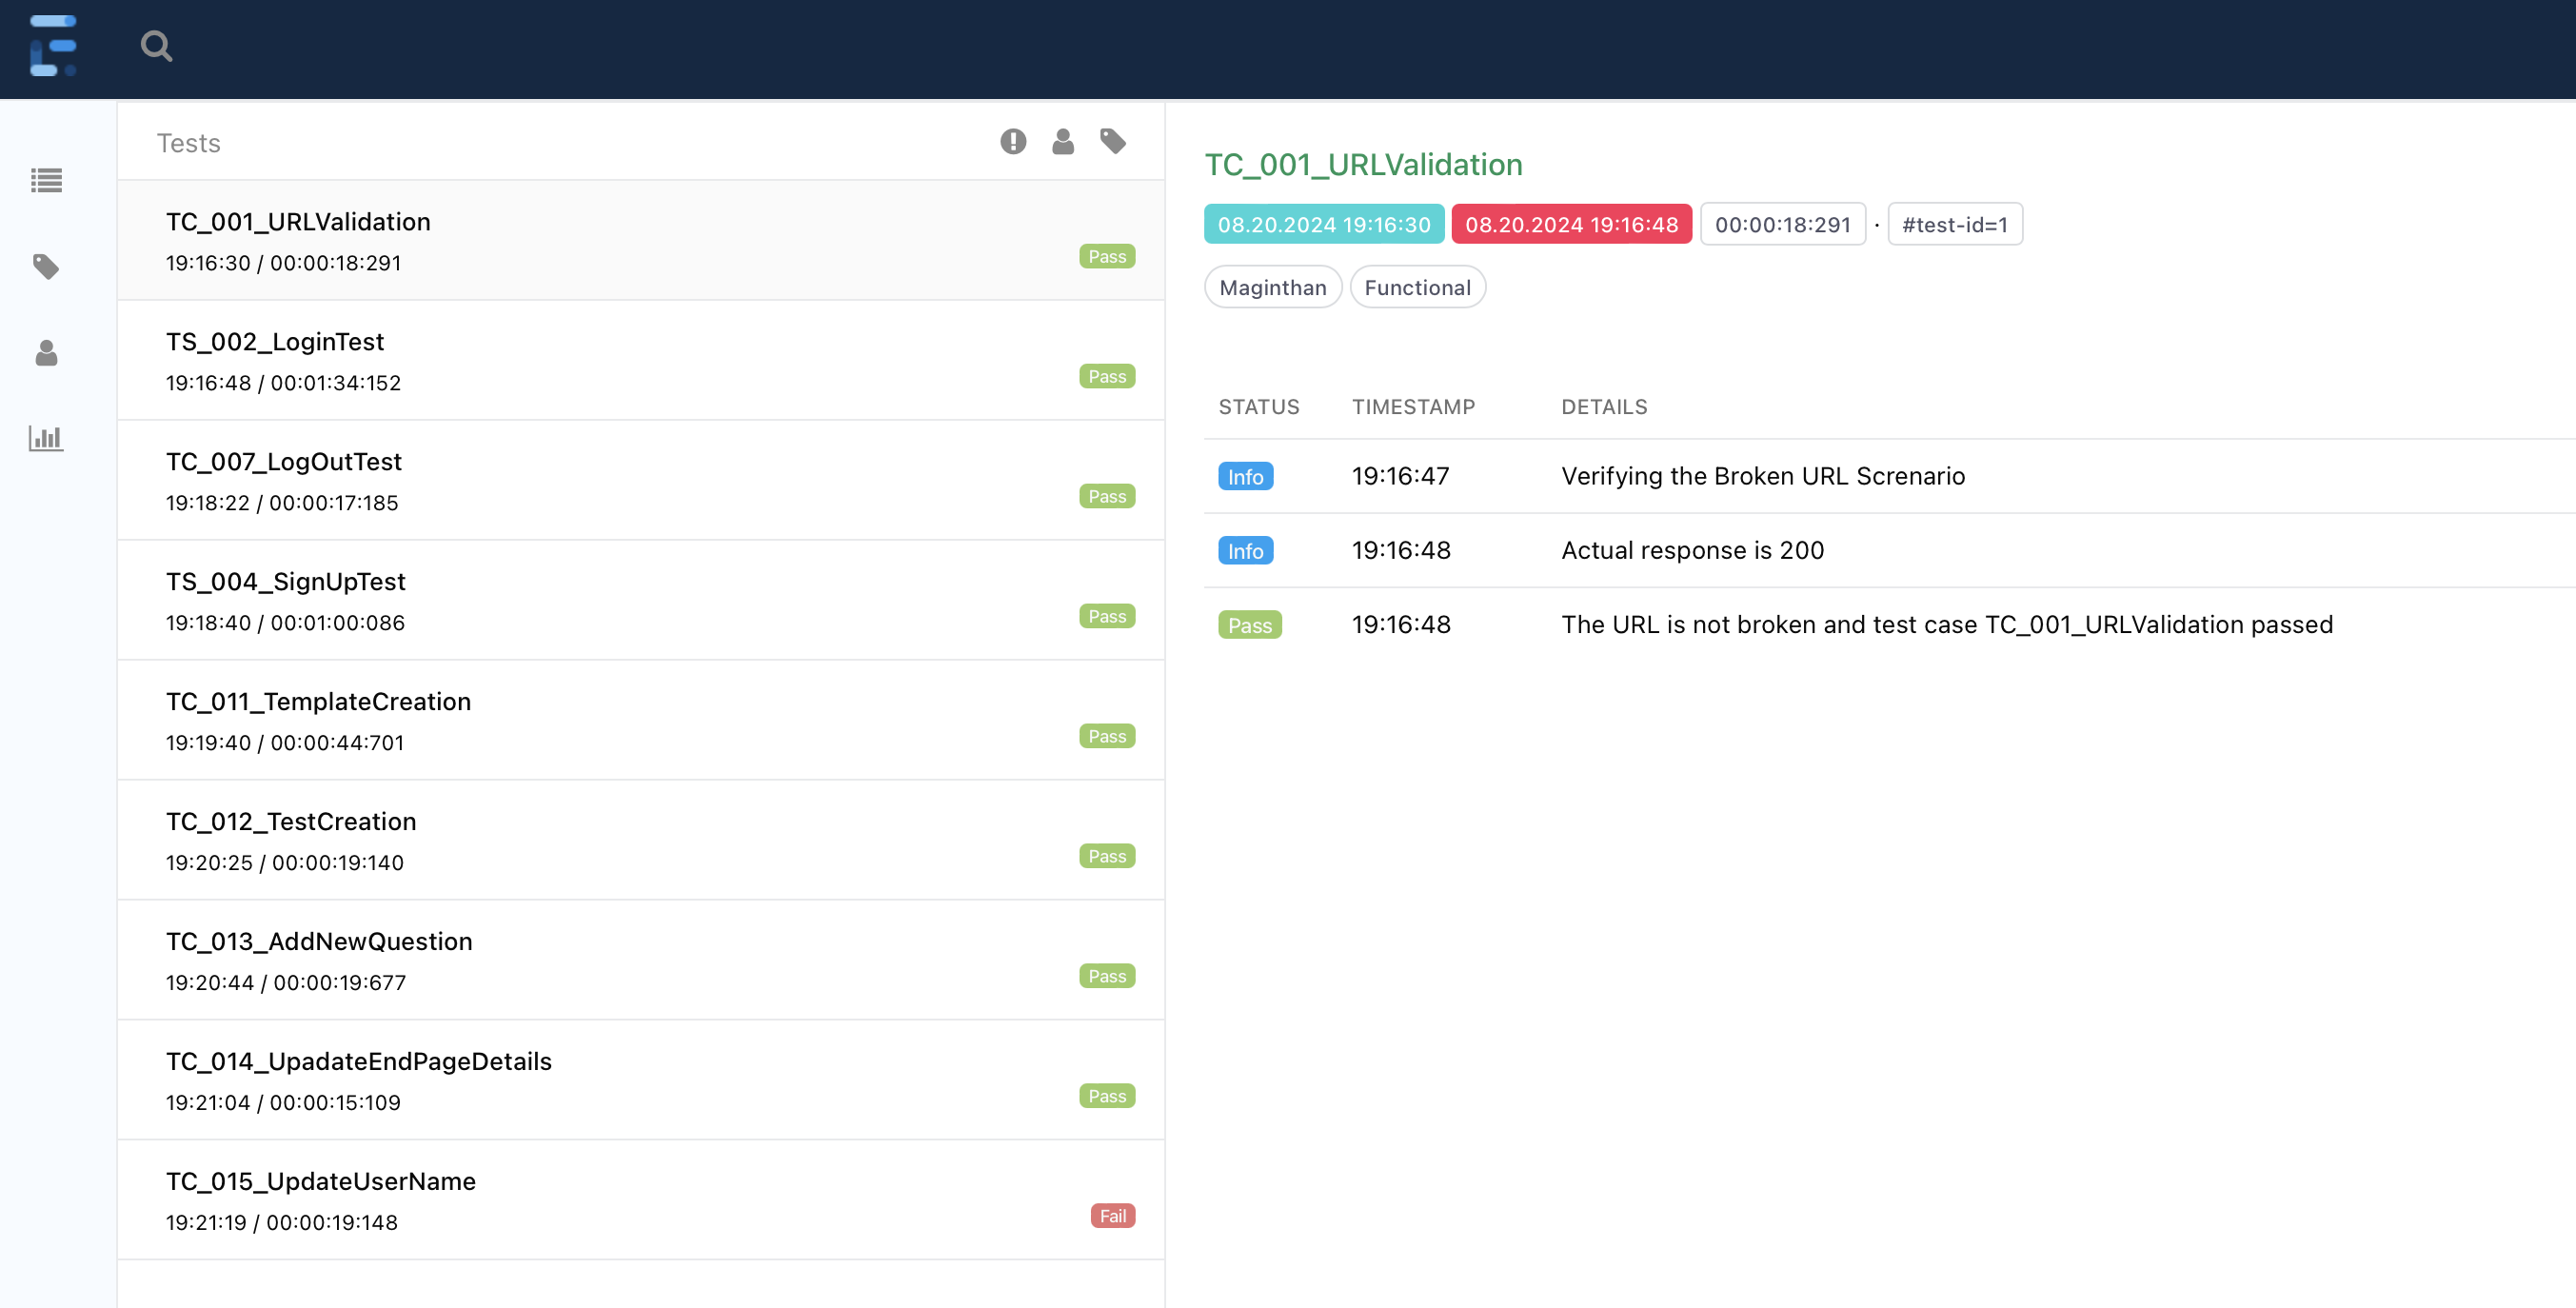 Tests
TC_001_URLValidation
19:16:30 / 00:00:18:291
Pass
TS_002_LoginTest
19:16:48 / 00:01:34:152
Pass
TC_007_LogOutTest
19:18:22 / 00:00:17:185
Pass
TS_004_SignUpTest
19:18:40 / 00:01:00:086
Pass
TC_011_TemplateCreation
19:19:40 / 00:00:44:701
Pass
TC_012_TestCreation
19:20:25 / 00:00:19:140
Pass
TC_013_AddNewQuestion
19:20:44 / 00:00:19:677
Pass
TC_014_UpadateEndPageDetails
19:21:04 / 00:00:15:109
Pass
TC_015_UpdateUserName
19:21:19 / 00:00:19:148
Fail
TC_001_URLValidation
08.20.2024 19:16:30 08.20.2024 19:16:48 00:00:18:291 · #test-id=1
Maginthan Functional
STATUS TIMESTAMP DETAILS
Info 19:16:47 Verifying the Broken URL Screnario
Info 19:16:48 Actual response is 200
Pass 19:16:48 The URL is not broken and test case TC_001_URLValidation passed